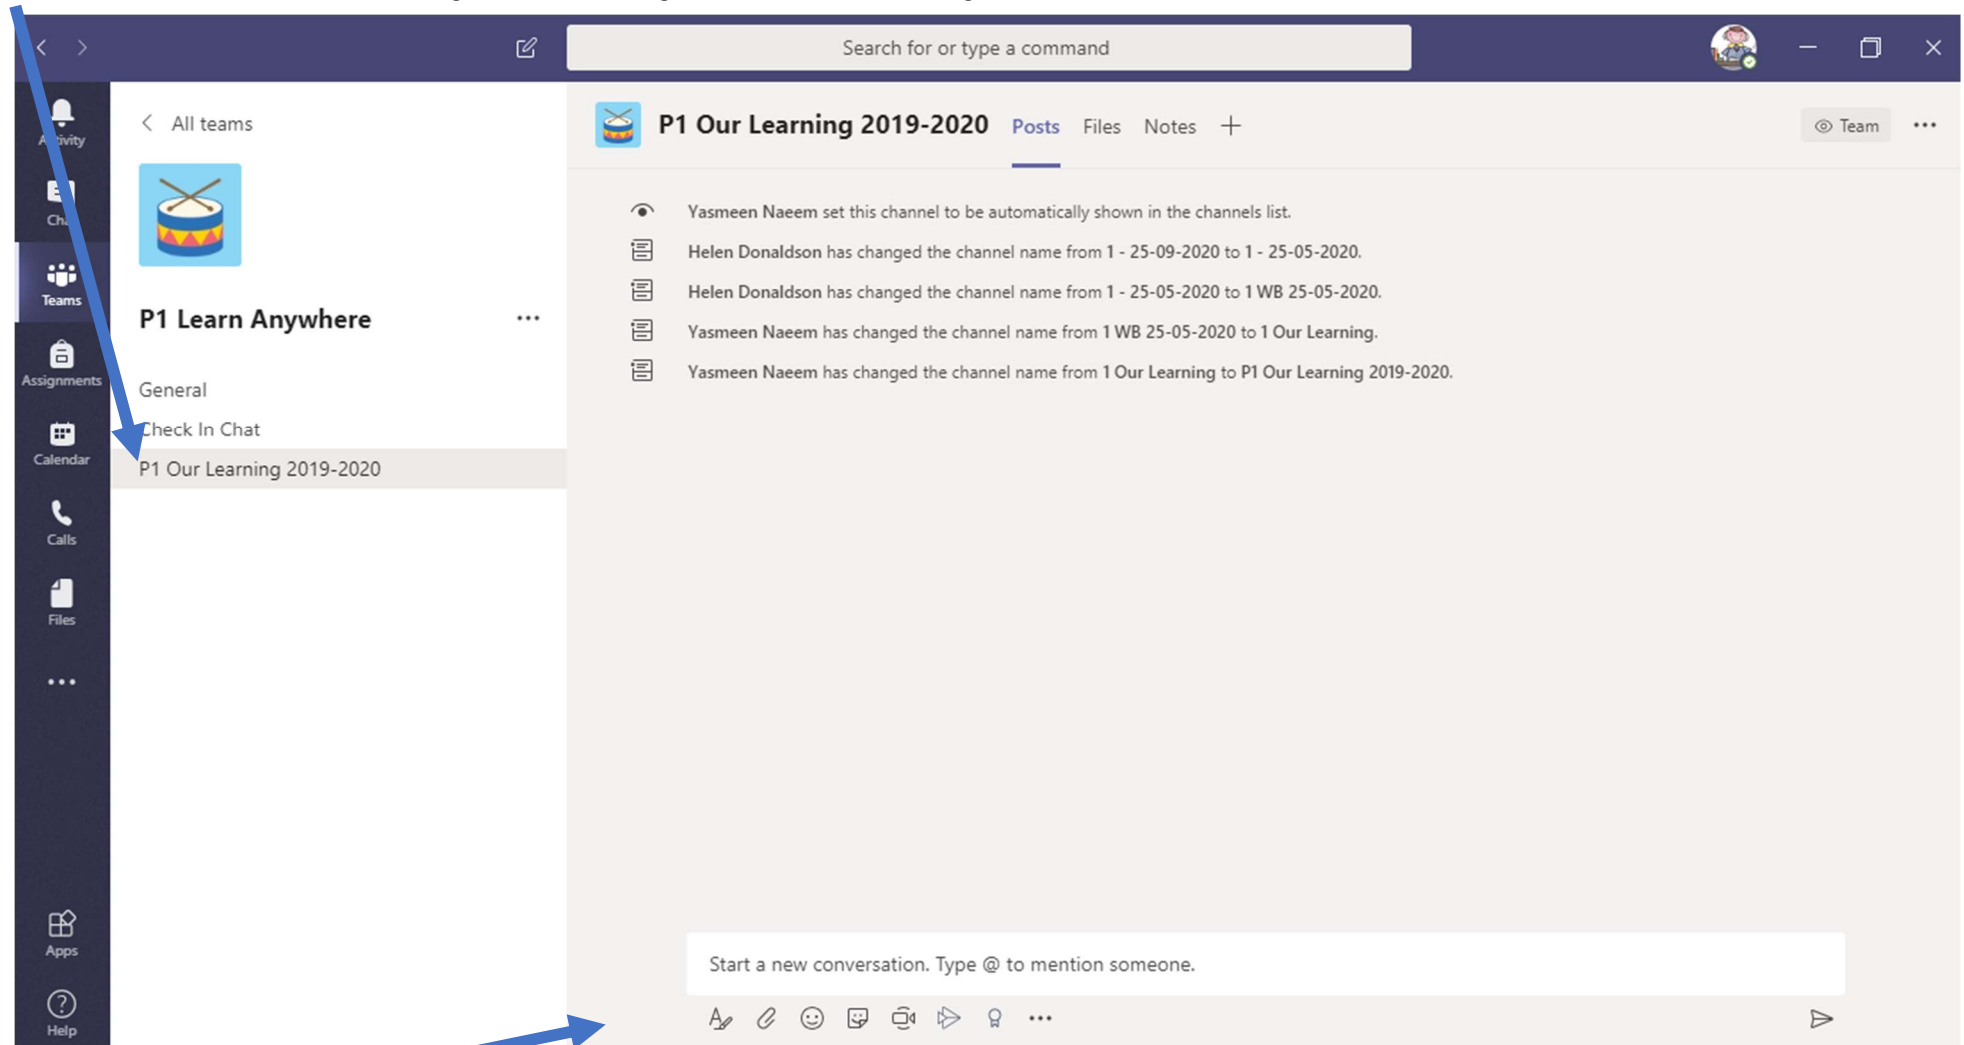 Search for or type a command
Activity
Chat
Teams
Assignments
Calendar
Calls
Files
Apps
Help
All teams
P1 Learn Anywhere
General
Check In Chat
P1 Our Learning 2019-2020
P1 Our Learning 2019-2020 Posts Files Notes
Team
Yasmeen Naeem set this channel to be automatically shown in the channels list.
Helen Donaldson has changed the channel name from 1 - 25-09-2020 to 1 - 25-05-2020.
Helen Donaldson has changed the channel name from 1 - 25-05-2020 to 1 WB 25-05-2020.
Yasmeen Naeem has changed the channel name from 1 WB 25-05-2020 to 1 Our Learning.
Yasmeen Naeem has changed the channel name from 1 Our Learning to P1 Our Learning 2019-2020.
Start a new conversation. Type @ to mention someone.